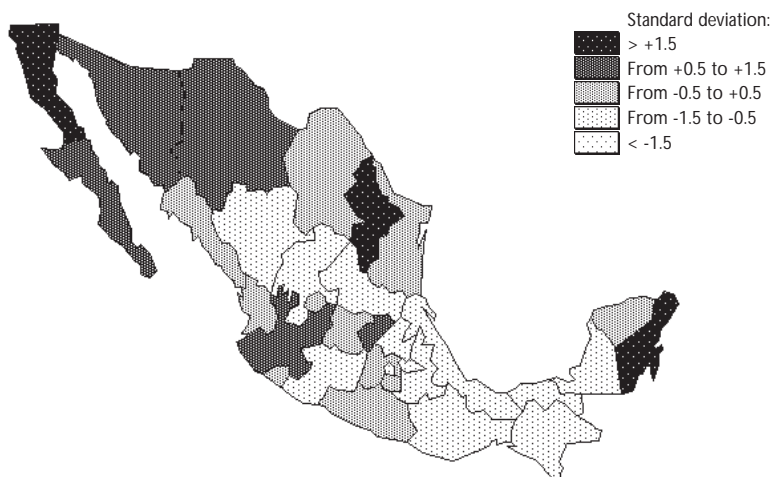 Standard deviation:
> +1.5
From +0.5 to +1.5
From -0.5 to +0.5
From -1.5 to -0.5
< -1.5